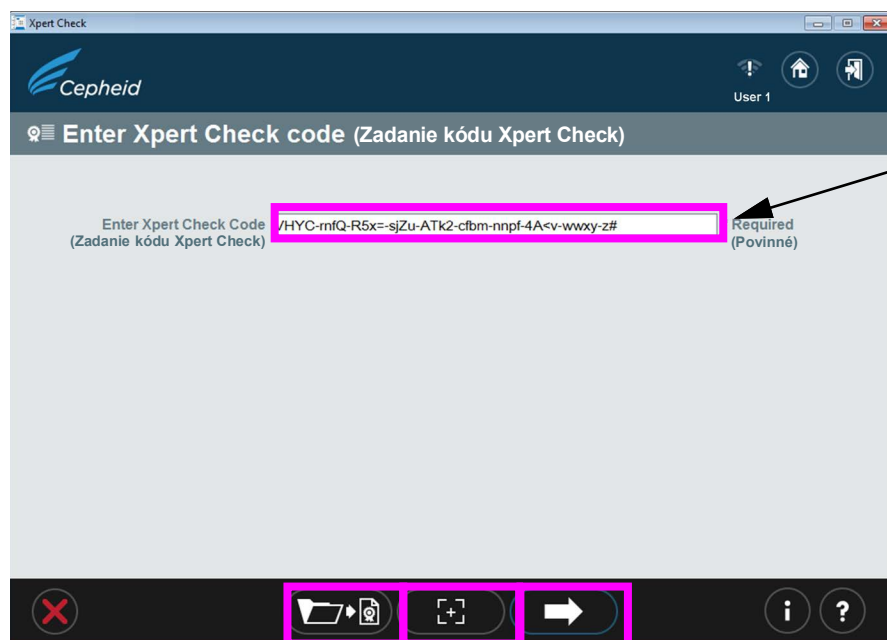 Xpert Check
Cepheid
User 1
Enter Xpert Check code (Zadanie kódu Xpert Check)
Enter Xpert Check Code
(Zadanie kódu Xpert Check)
/HYC-rnfQ-R5x=-sjZu-ATk2-cfbm-nnpf-4A<v-wwxy-z#
Required
(Povinné)